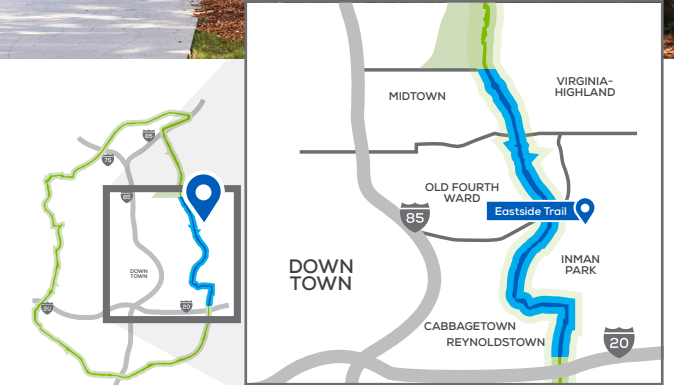 85
75
85
DOWN
TOWN
20
20
MIDTOWN
VIRGINIA-
HIGHLAND
OLD FOURTH
WARD
Eastside Trail
85
DOWN
TOWN
INMAN
PARK
CABBAGETOWN
REYNOLDSTOWN
20